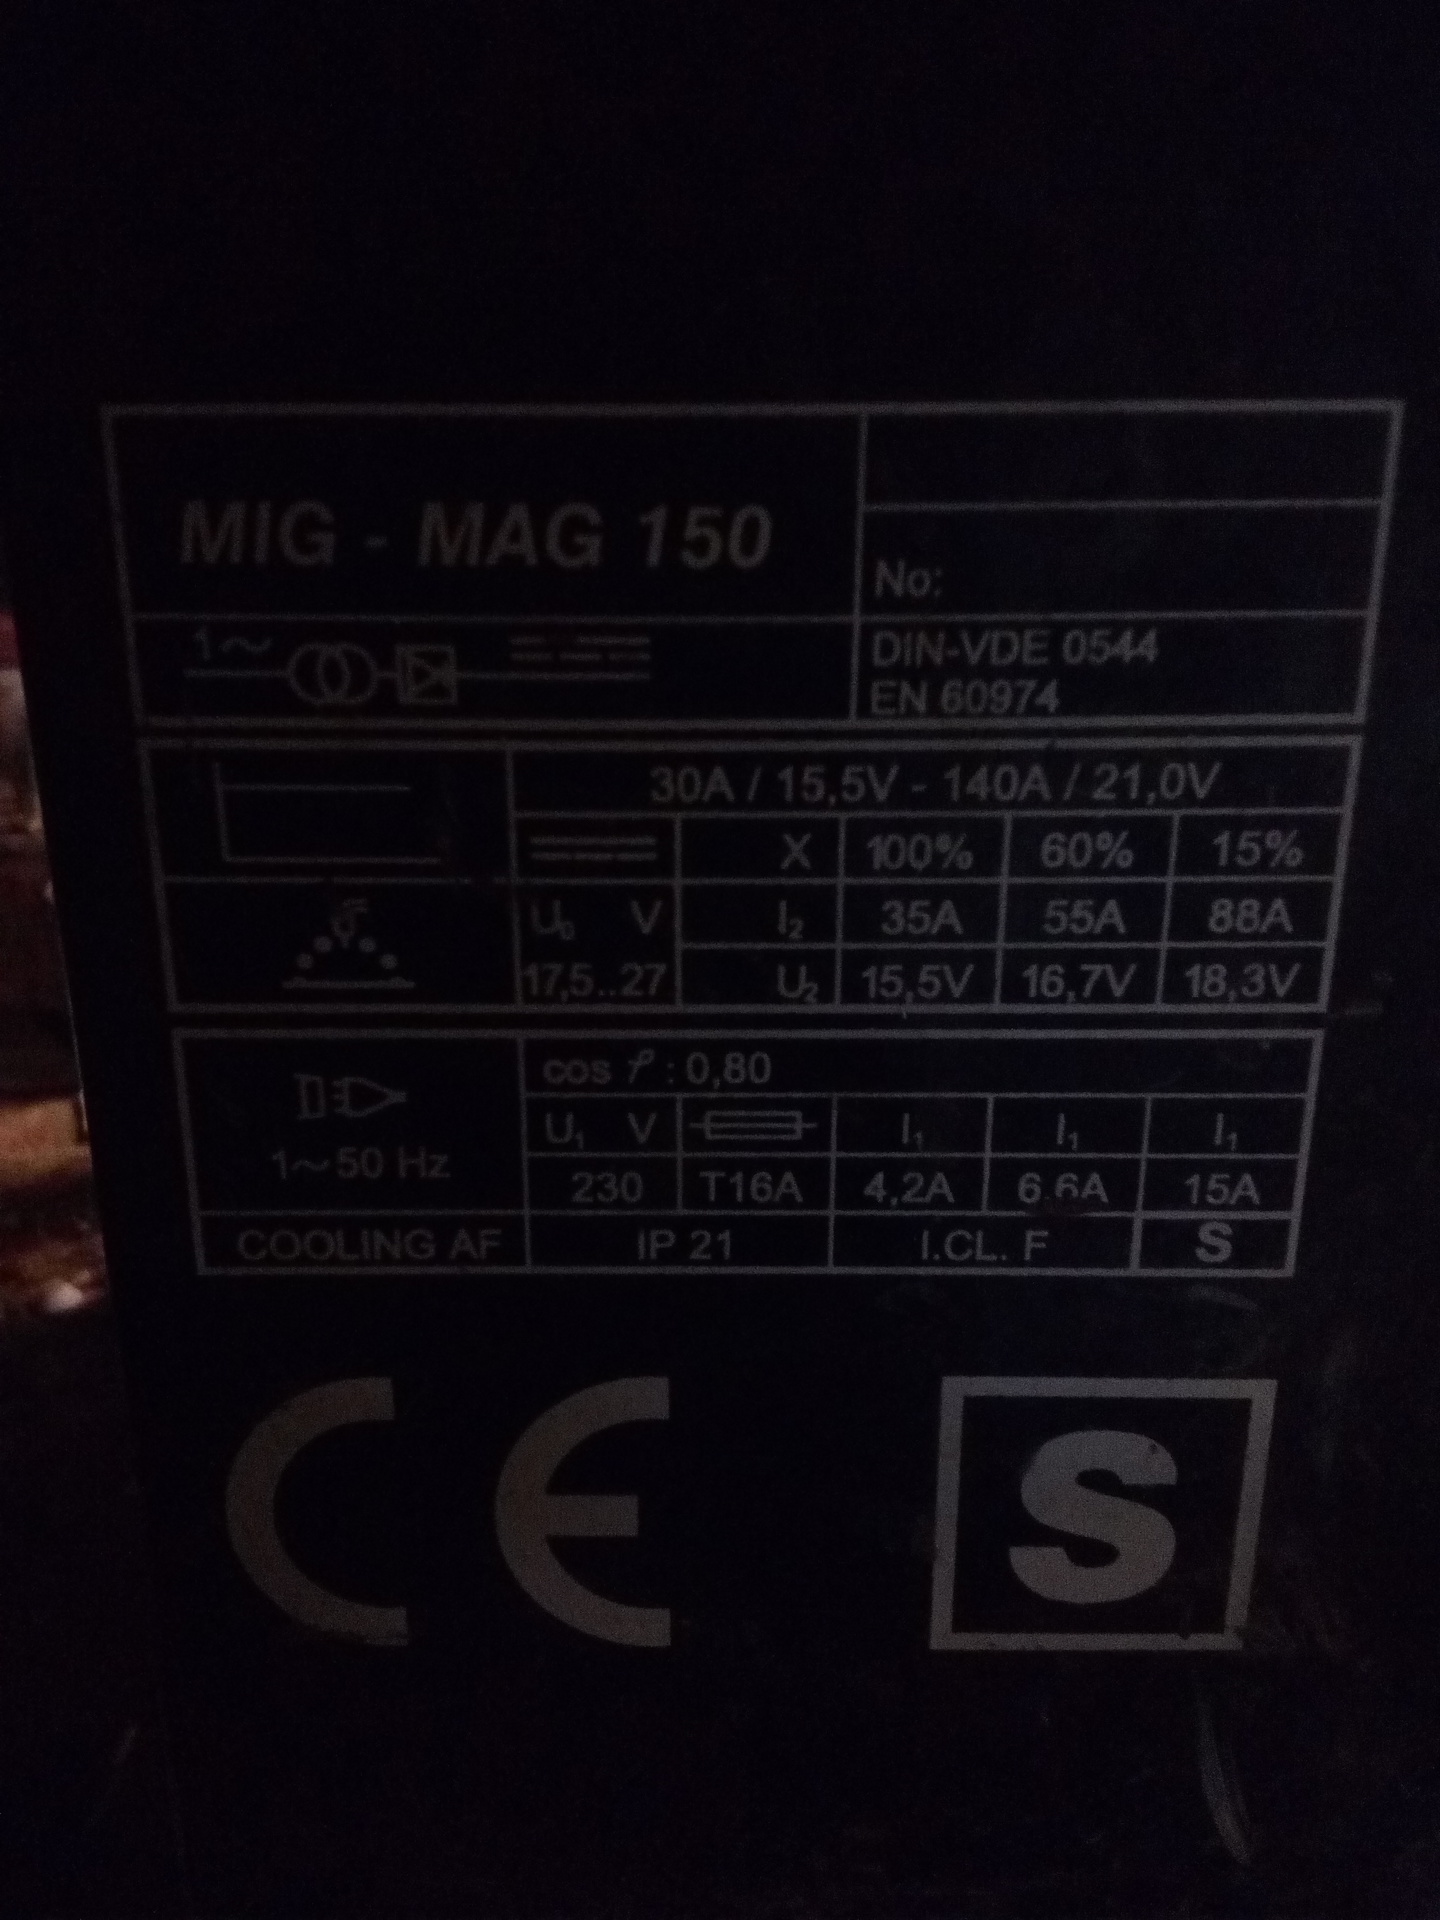 MIG - MAG 150
No:
1~
DIN-VDE 0544
EN 60974
30A / 15,5V - 140A / 21,0V
X 100% 60% 15%
U₀ V I₂ 35A 55A 88A
17,5..27 U₂ 15,5V 16,7V 18,3V
cos φ : 0,80
U₁ V I₁ I₁ I₁
1~50 Hz
230 T16A 4,2A 6.6A 15A
COOLING AF IP 21 I.CL. F S
CE S